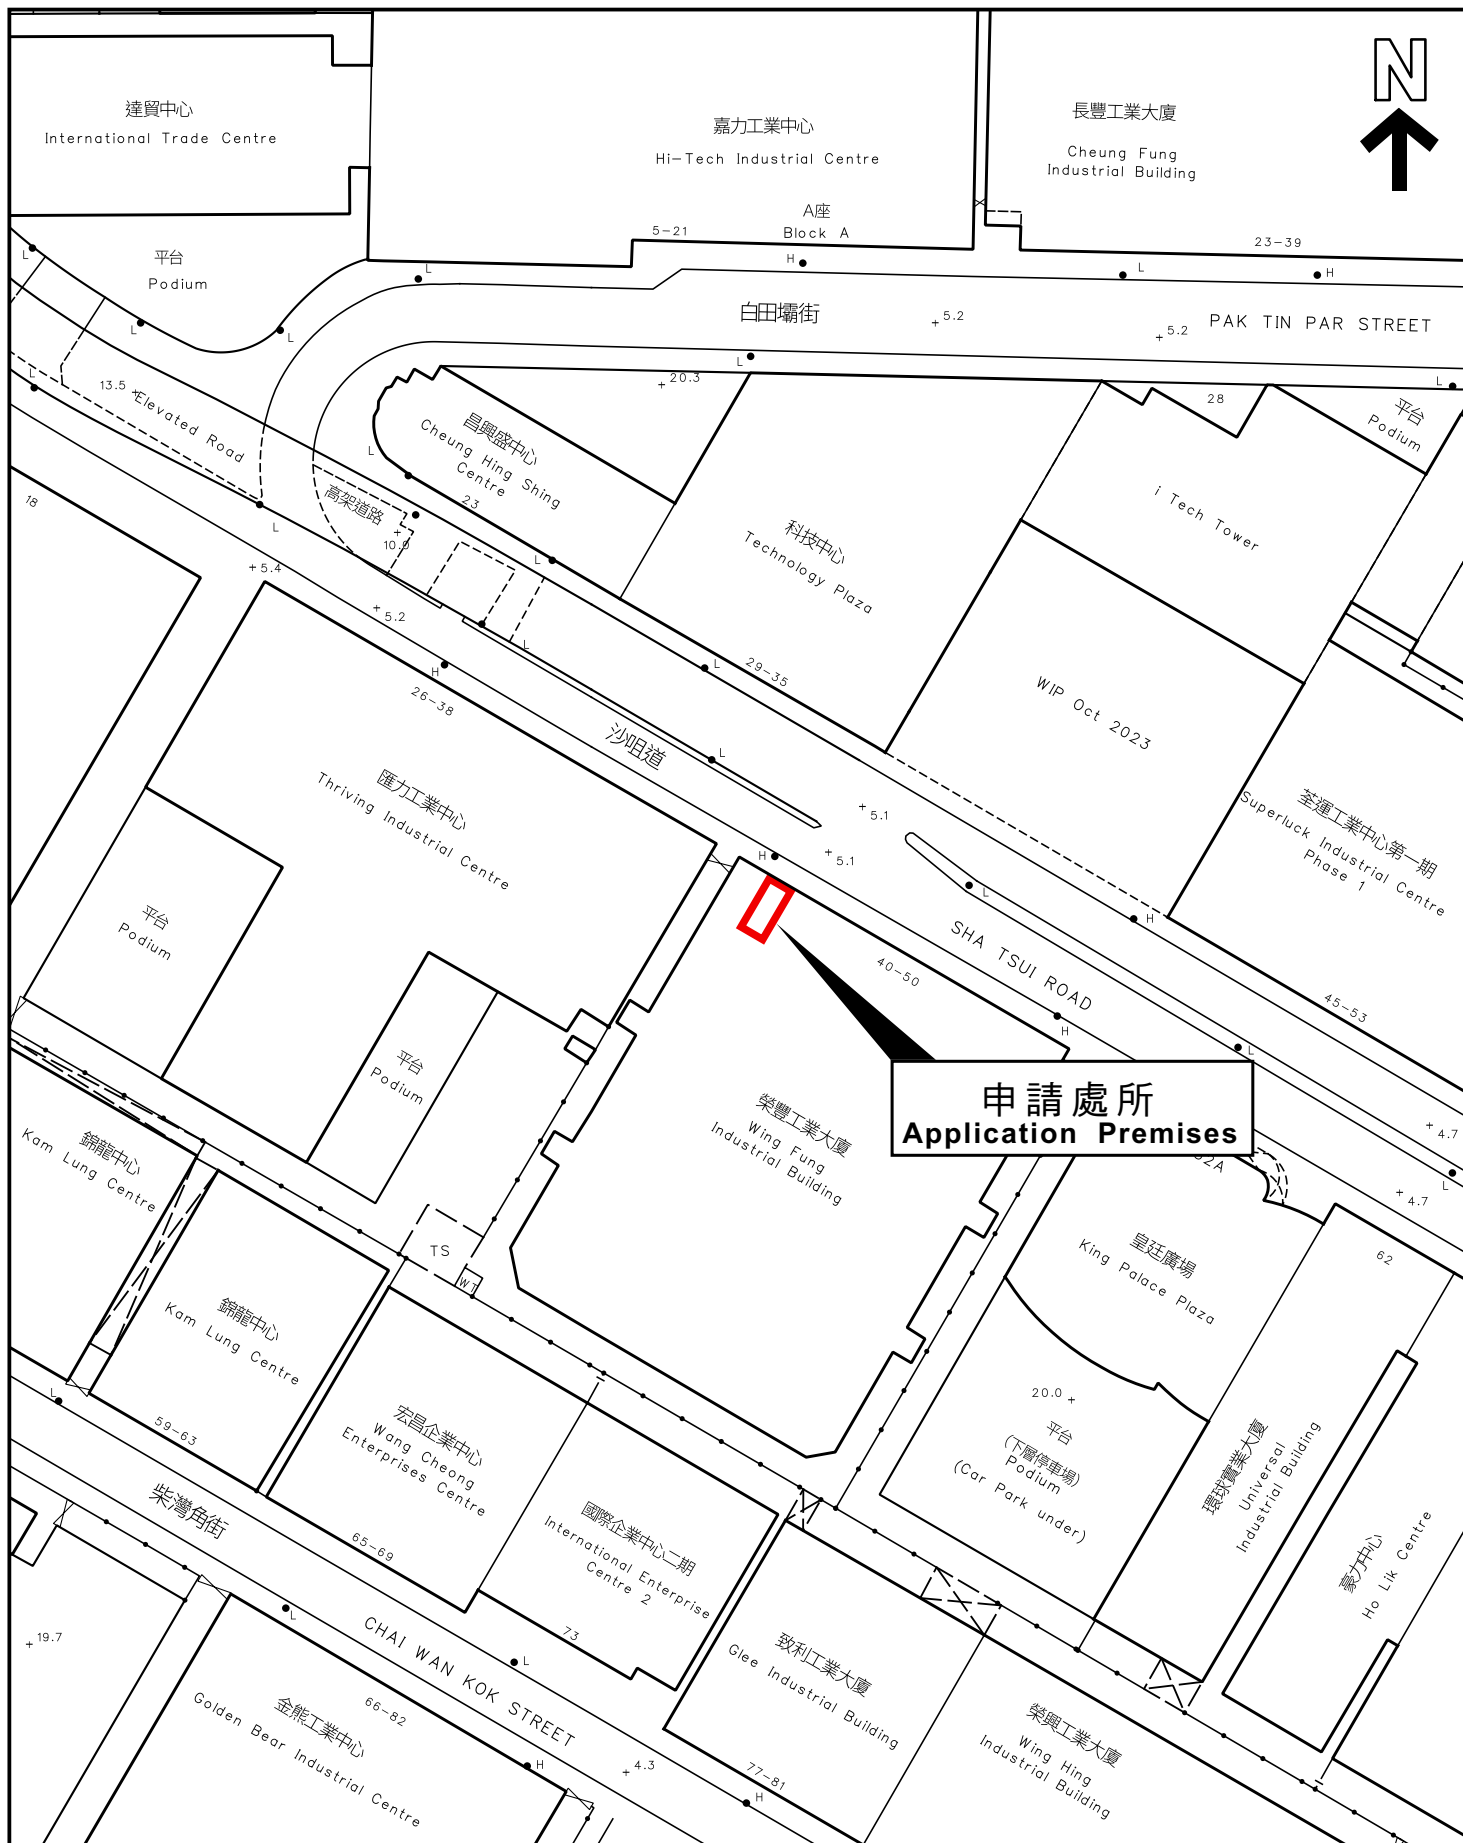 N
達貿中心
International Trade Centre
嘉力工業中心
Hi-Tech Industrial Centre
A座
Block A
5-21
長豐工業大廈
Cheung Fung
Industrial Building
23-39
平台
Podium
L
L
L
L
L
H
L
H
白田壩街
5.2
5.2
PAK TIN PAR STREET
L
L
13.5
Elevated Road
20.3
昌興盛中心
Cheung Hing Shing
Centre
23
L
28
平台
Podium
i Tech Tower
高架道路
10.0
18
L
L
科技中心
Technology Plaza
29-35
5.4
5.2
L
H
L
26-38
WIP Oct 2023
沙咀道
L
匯力工業中心
Thriving Industrial Centre
5.1
5.1
H
荃運工業中心第一期
Superluck Industrial Centre
Phase 1
L
H
SHA TSUI ROAD
平台
Podium
40-50
45-53
H
L
平台
Podium
申請處所
Application Premises
榮豐工業大廈
Wing Fung
Industrial Building
4.7
4.7
L
2A
錦龍中心
Kam Lung Centre
TS
WT
皇廷廣場
King Palace Plaza
62
錦龍中心
Kam Lung Centre
59-63
L
20.0
平台
(下層停車場)
Podium
(Car Park under)
宏昌企業中心
Wang Cheong
Enterprises Centre
65-69
環球實業大廈
Universal
Industrial Building
豪力中心
Ho Lik Centre
柴灣角街
國際企業中心二期
International Enterprise
Centre 2
73
L
L
CHAI WAN KOK STREET
19.7
致利工業大廈
Glee Industrial Building
金熊工業中心
Golden Bear Industrial Centre
66-82
H
4.3
77-81
H
榮興工業大廈
Wing Hing
Industrial Building